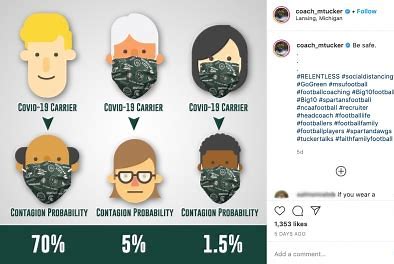 COVID-19 CARRIER COVID-19 CARRIER COVID-19 CARRIER
CONTAGION PROBABILITY CONTAGION PROBABILITY CONTAGION PROBABILITY
70% 5% 1.5%
coach_mtucker • Follow
Lansing, Michigan
coach_mtucker Be safe.
.
.
.
#RELENTLESS #socialdistancing
#GoGreen #msufootball
#footballcoaching #Big10football
#Big10 #spartansfootball
#ncaafootball #recruiter
#headcoach #footballlife
#footballers #footballfamily
#footballplayers #spartandawgs
#tuckertalks #faithfamilyfootball
5d
If you wear a
1,353 likes
5 DAYS AGO
Add a comment...